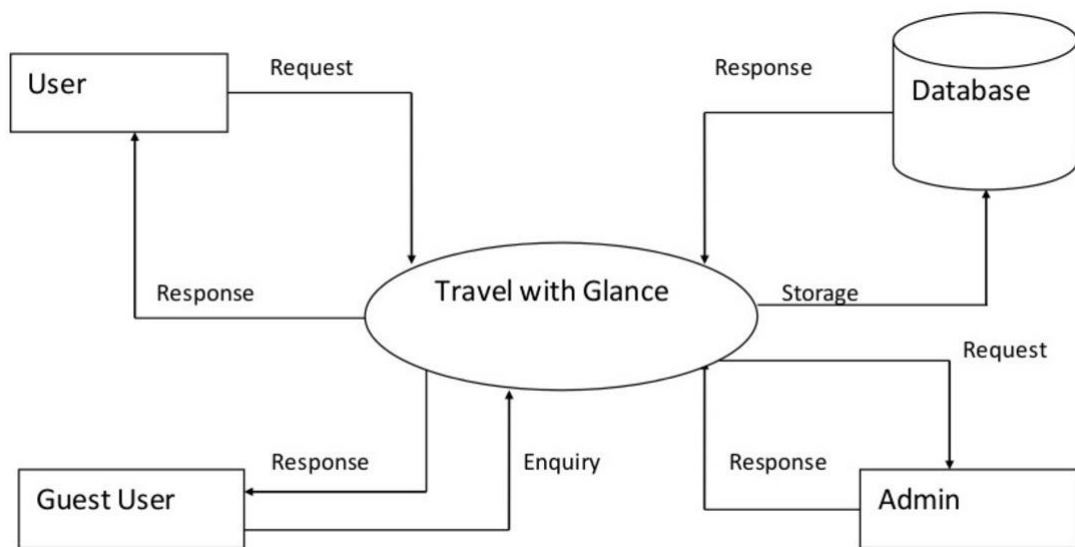 User
Request
Response
Database
Response
Travel with Glance
Storage
Request
Response
Enquiry
Response
Guest User
Admin